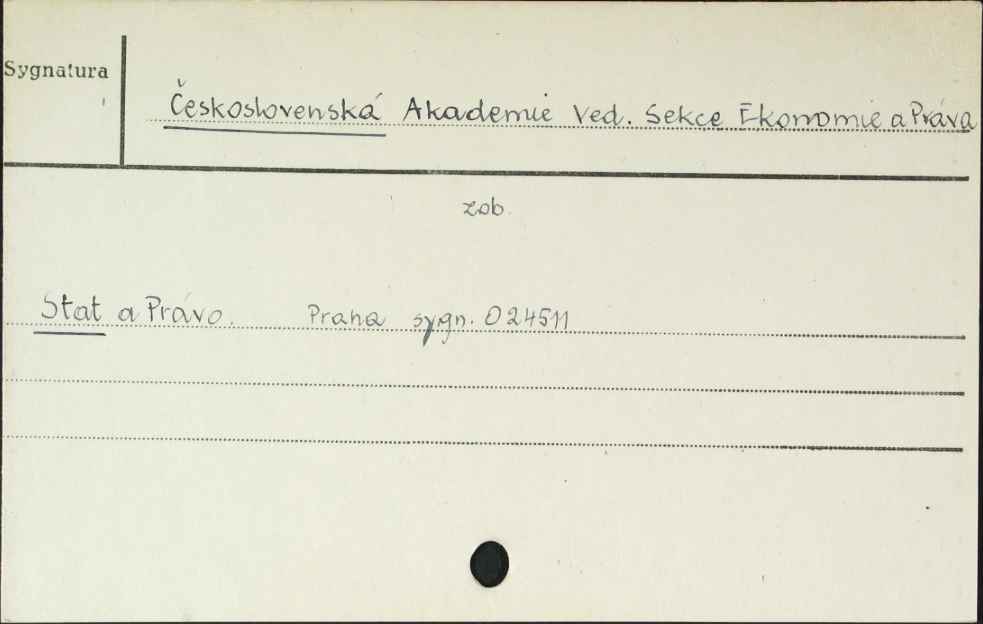 Sygnatura
Československá Akademie Ved. Sekce Ekonomie a Práva
zob.
Stat a Právo. Praha sygn. 024511